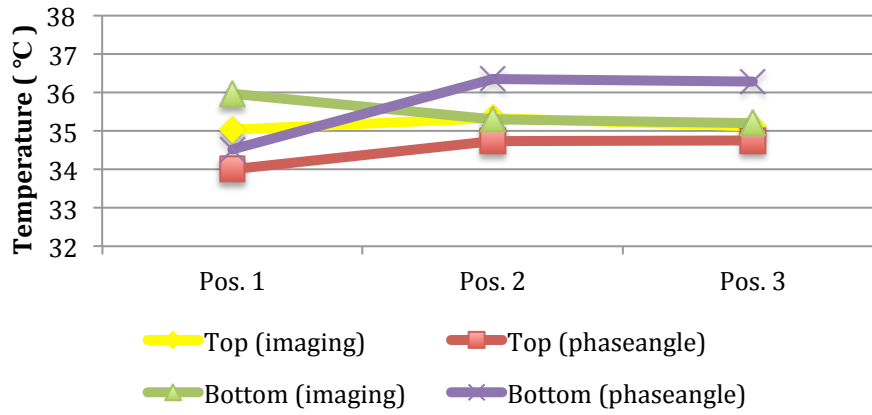 Temperature ( °C )
38
37
36
35
34
33
32
Pos. 1 Pos. 2 Pos. 3
Top (imaging) Top (phaseangle)
Bottom (imaging) Bottom (phaseangle)